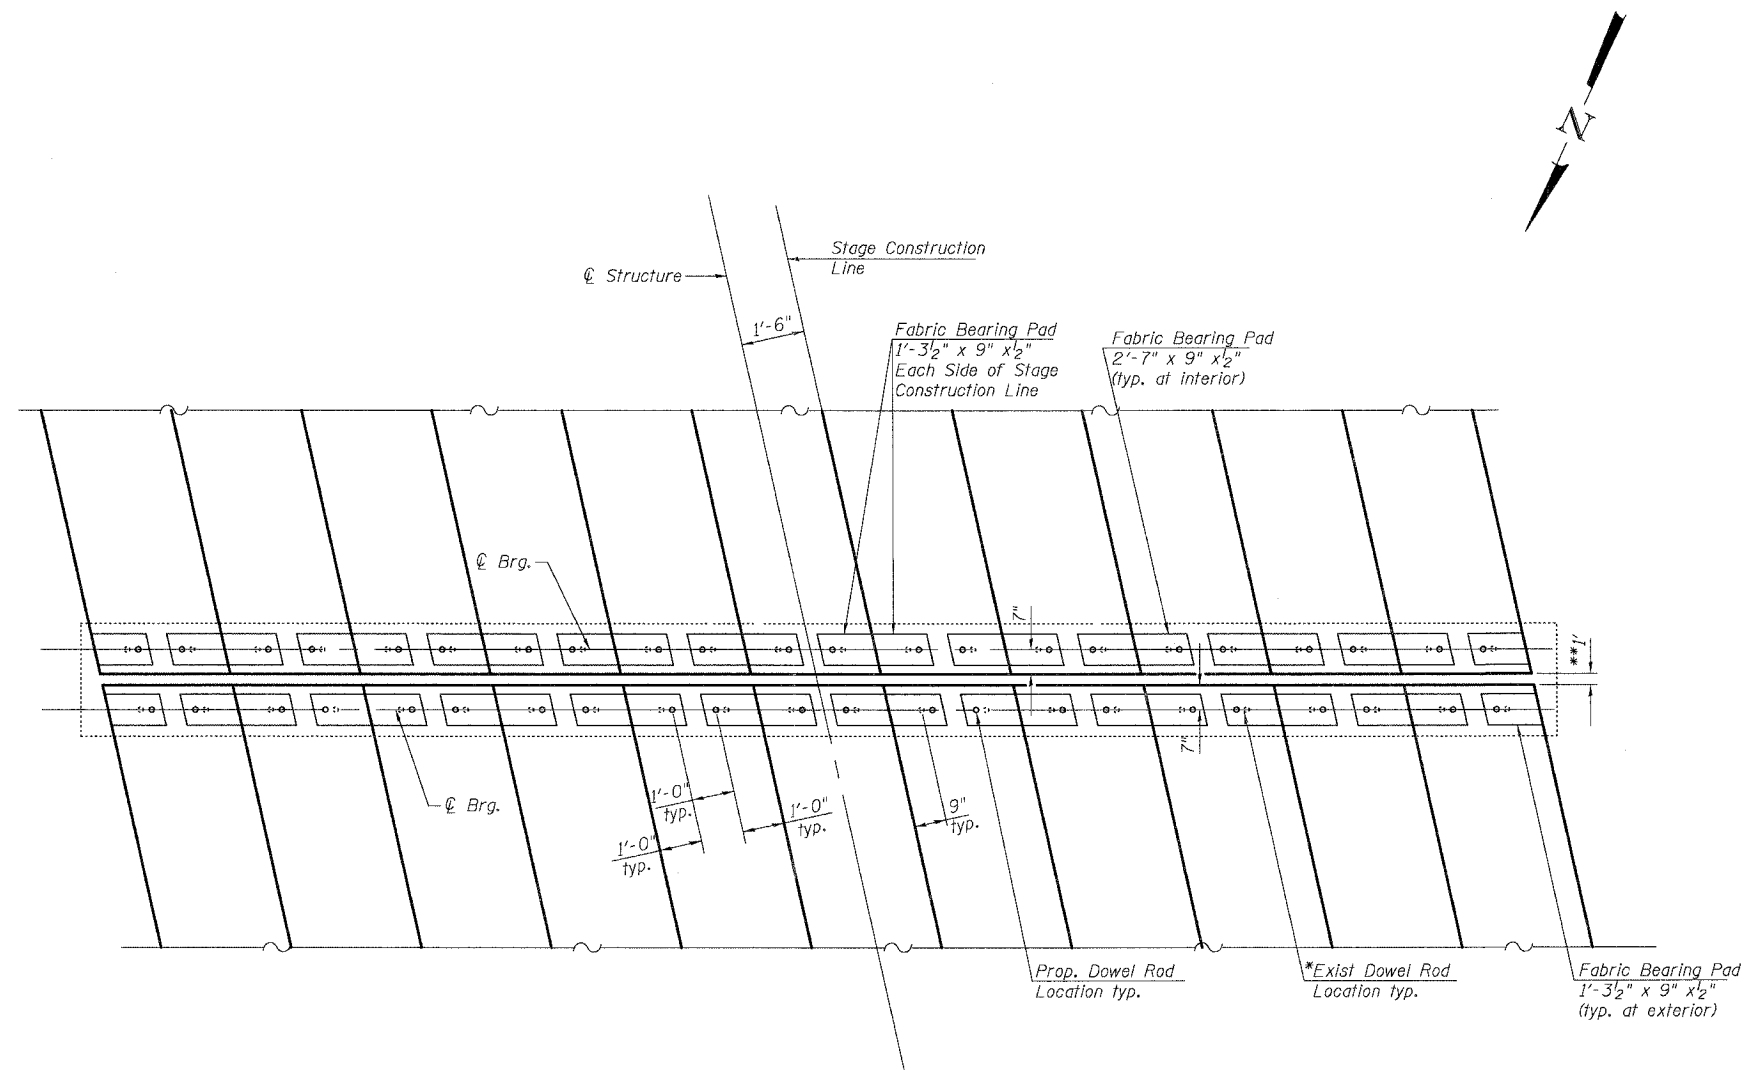 N
Stage Construction
Line
℄ Structure
1'-6"
Fabric Bearing Pad
1'-3½" x 9" x½"
Each Side of Stage
Construction Line
Fabric Bearing Pad
2'-7" x 9" x½"
(typ. at interior)
℄ Brg.
7"
**1'
7"
℄ Brg.
1'-0"
typ.
1'-0"
typ.
9"
typ.
1'-0"
typ.
Prop. Dowel Rod
Location typ.
*Exist Dowel Rod
Location typ.
Fabric Bearing Pad
1'-3½" x 9" x½"
(typ. at exterior)